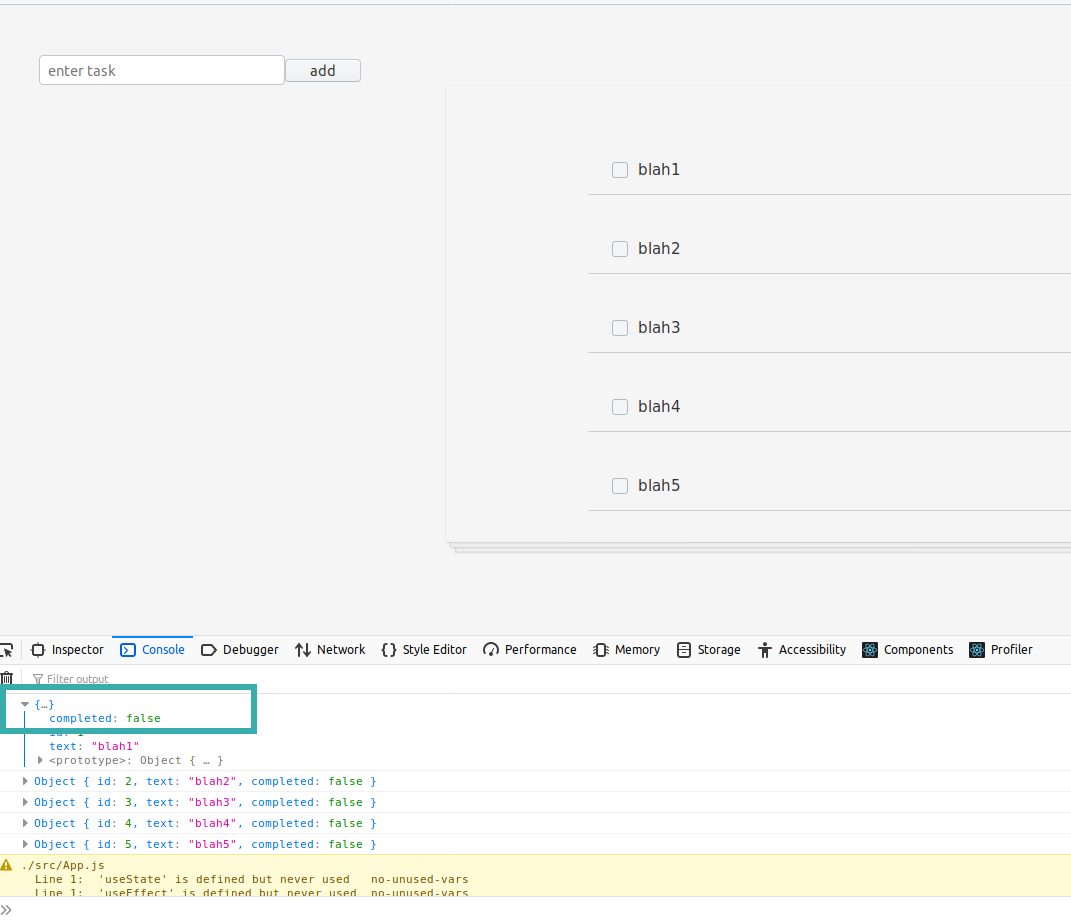 enter task add
blah1
blah2
blah3
blah4
blah5
Inspector Console Debugger Network {} Style Editor Performance Memory Storage Accessibility Components Profiler
Filter output
{…}
completed: false
id: 1
text: "blah1"
<prototype>: Object { … }
Object { id: 2, text: "blah2", completed: false }
Object { id: 3, text: "blah3", completed: false }
Object { id: 4, text: "blah4", completed: false }
Object { id: 5, text: "blah5", completed: false }
./src/App.js
Line 1: 'useState' is defined but never used no-unused-vars
Line 1: 'useEffect' is defined but never used no-unused-vars